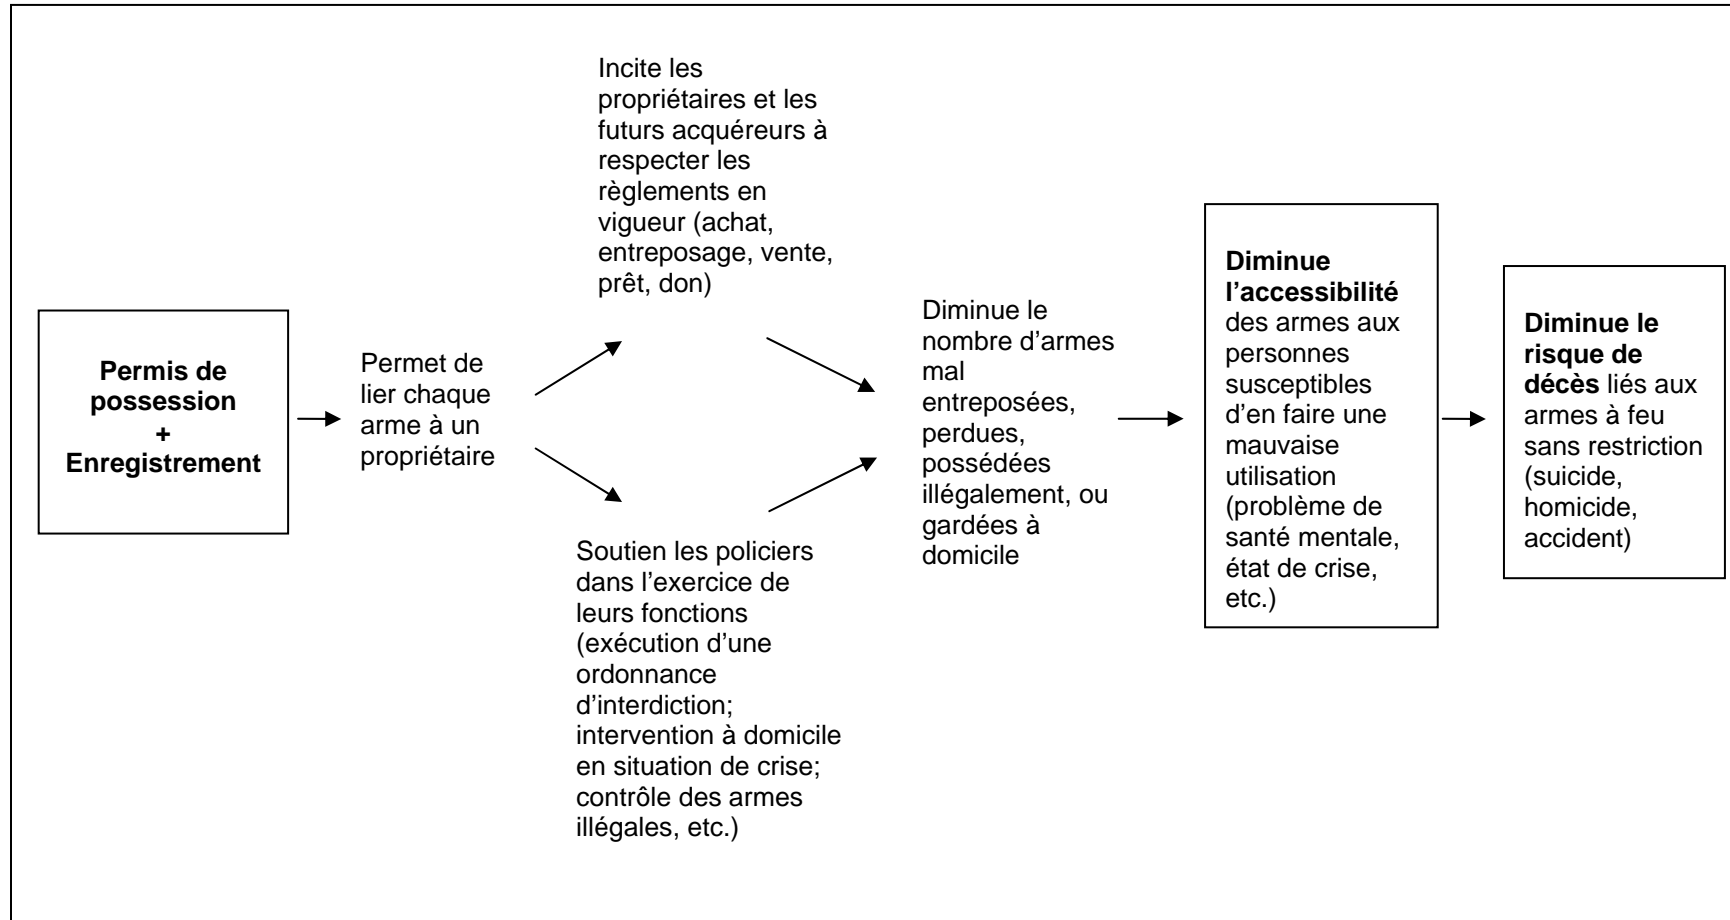 Permis de
possession
+
Enregistrement
Permet de
lier chaque
arme à un
propriétaire
Incite les
propriétaires et les
futurs acquéreurs à
respecter les
règlements en
vigueur (achat,
entreposage, vente,
prêt, don)
Soutien les policiers
dans l’exercice de
leurs fonctions
(exécution d’une
ordonnance
d’interdiction;
intervention à domicile
en situation de crise;
contrôle des armes
illégales, etc.)
Diminue le
nombre d’armes
mal
entreposées,
perdues,
possédées
illégalement, ou
gardées à
domicile
Diminue
l’accessibilité
des armes aux
personnes
susceptibles
d’en faire une
mauvaise
utilisation
(problème de
santé mentale,
état de crise,
etc.)
Diminue le
risque de
décès liés aux
armes à feu
sans restriction
(suicide,
homicide,
accident)